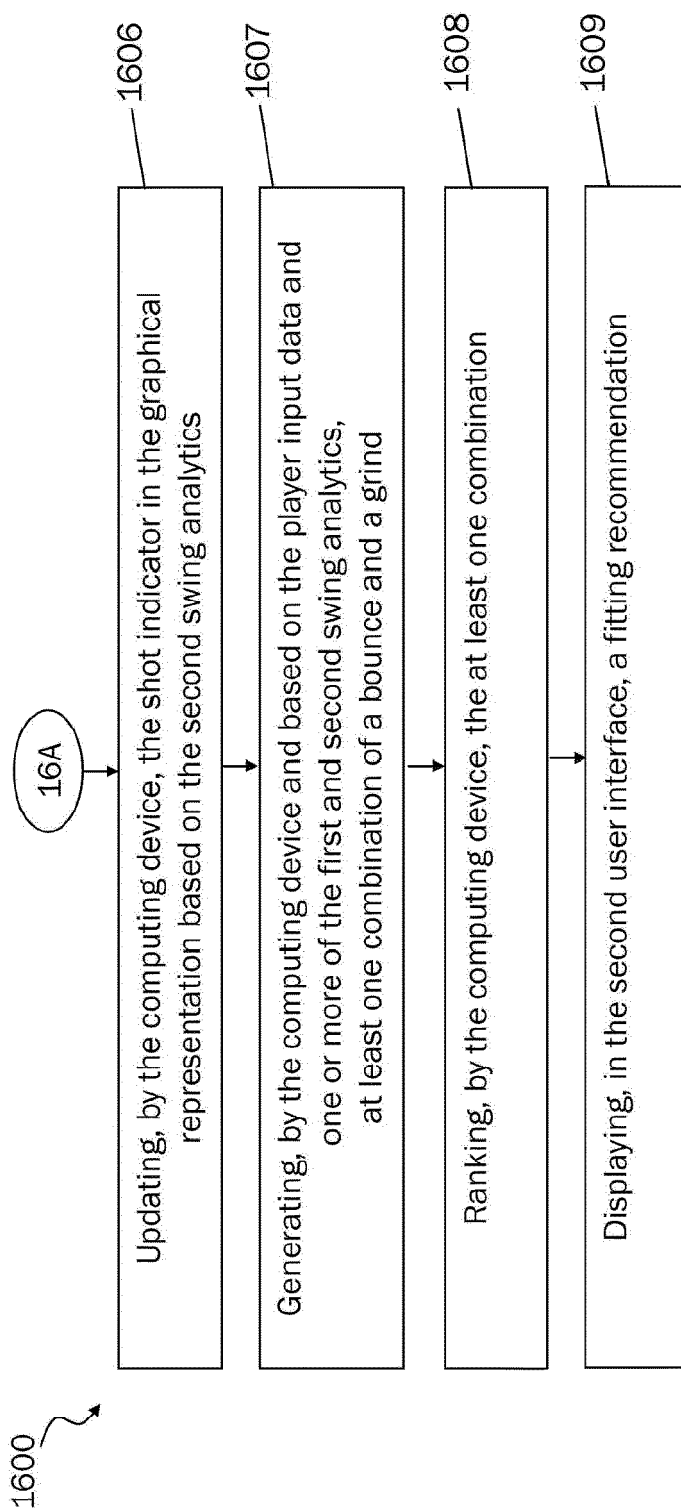 1600
16A
Updating, by the computing device, the shot indicator in the graphical
representation based on the second swing analytics
1606
Generating, by the computing device and based on the player input data and
one or more of the first and second swing analytics,
at least one combination of a bounce and a grind
1607
Ranking, by the computing device, the at least one combination
1608
Displaying, in the second user interface, a fitting recommendation
1609